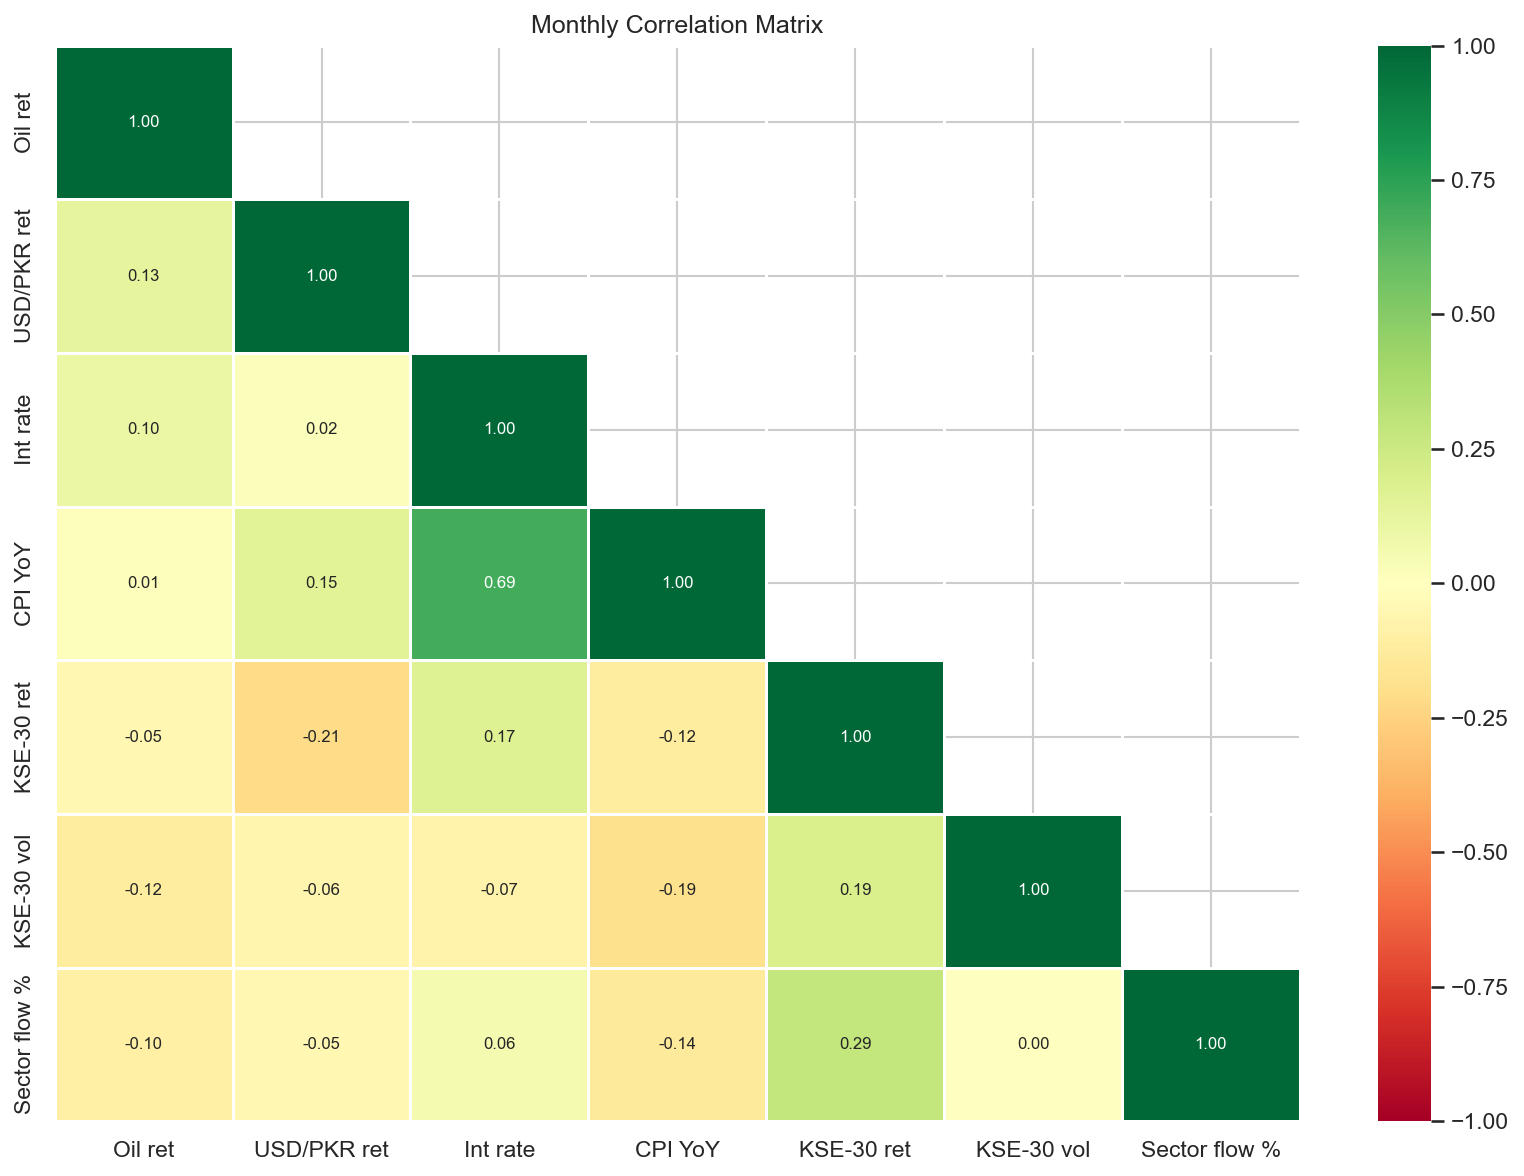 Monthly Correlation Matrix
Oil ret
1.00
USD/PKR ret
0.13
1.00
Int rate
0.10
0.02
1.00
CPI YoY
0.01
0.15
0.69
1.00
KSE-30 ret
-0.05
-0.21
0.17
-0.12
1.00
KSE-30 vol
-0.12
-0.06
-0.07
-0.19
0.19
1.00
Sector flow %
-0.10
-0.05
0.06
-0.14
0.29
0.00
1.00
Oil ret
USD/PKR ret
Int rate
CPI YoY
KSE-30 ret
KSE-30 vol
Sector flow %
1.00
0.75
0.50
0.25
0.00
−0.25
−0.50
−0.75
−1.00